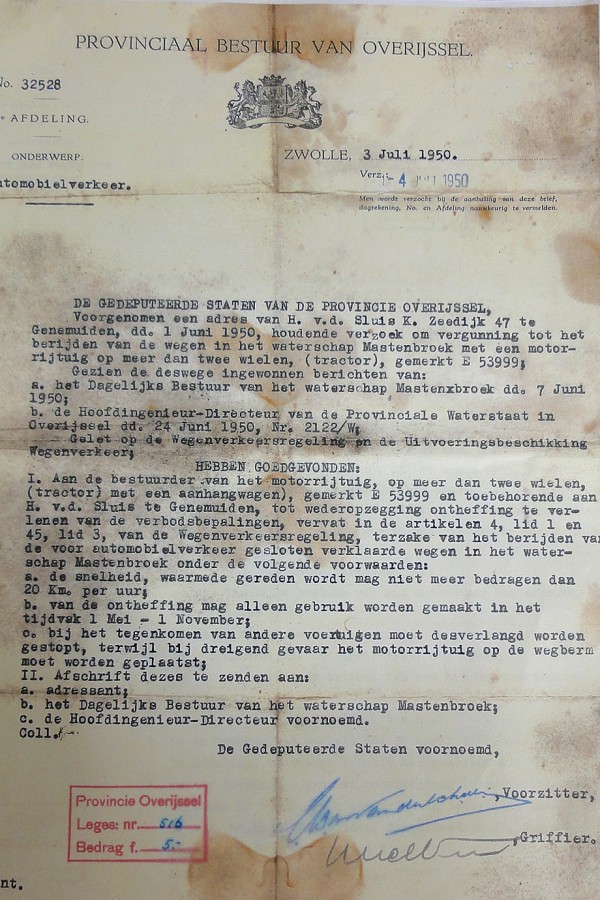 PROVINCIAAL BESTUUR VAN OVERIJSSEL.
No. 32528
AFDELING.
ONDERWERP.
utomobielverkeer.
ZWOLLE, 3 Juli 1950.
Verz.: - 4 JULI 1950
Men wordt verzocht bij de aanhaling van deze brief,
dagtekening, No. en Afdeling nauwkeurig te vermelden.
DE GEDEPUTEERDE STATEN VAN DE PROVINCIE OVERIJSSEL,
Voorgenomen een adres van H. v.d. Sluis K. Zeedijk 47 te
Genemuiden, dd. 1 Juni 1950, houdende verzoek om vergunning tot het
berijden van de wegen in het waterschap Mastenbroek met een motor-
rijtuig op meer dan twee wielen, (tractor), gemerkt E 53999;
Gezien de deswege ingewonnen berichten van:
a. het Dagelijks Bestuur van het waterschap Mastenxbroek dd. 7 Juni
1950;
b. de Hoofdingenieur-Directeur van de Provinciale Waterstaat in
Overijssel dd. 24 Juni 1950, Nr. 2122/W;
Gelet op de Wegenverkeersregeling en de Uitvoeringsbeschikking
Wegenverkeer;
HEBBEN GOEDGEVONDEN:
I. Aan de bestuurder van het motorrijtuig, op meer dan twee wielen,
(tractor) met een aanhangwagen), gemerkt E 53999 en toebehorende aan
H. v.d. Sluis te Genemuiden, tot wederopzegging ontheffing te ver-
lenen van de verbodsbepalingen, vervat in de artikelen 4, lid 1 en
45, lid 3, van de Wegenverkeersregeling, terzake van het berijden van
de voor automobielverkeer gesloten verklaarde wegen in het water-
schap Mastenbroek onder de volgende voorwaarden:
a. de snelheid, waarmede gereden wordt mag niet meer bedragen dan
20 Km. per uur;
b. van de ontheffing mag alleen gebruik worden gemaakt in het
tijdvak 1 Mei - 1 November;
c. bij het tegenkomen van andere voertuigen moet desverlangd worden
gestopt, terwijl bij dreigend gevaar het motorrijtuig op de wegberm
moet worden geplaatst;
II. Afschrift dezes te zenden aan:
a. adressant;
b. het Dagelijks Bestuur van het waterschap Mastenbroek;
c. de Hoofdingenieur-Directeur voornoemd.
Coll.
De Gedeputeerde Staten voornoemd,
,Voorzitter,
,Griffier.
Provincie Overijssel
Leges: nr. 516
Bedrag f. 5.-
nt.